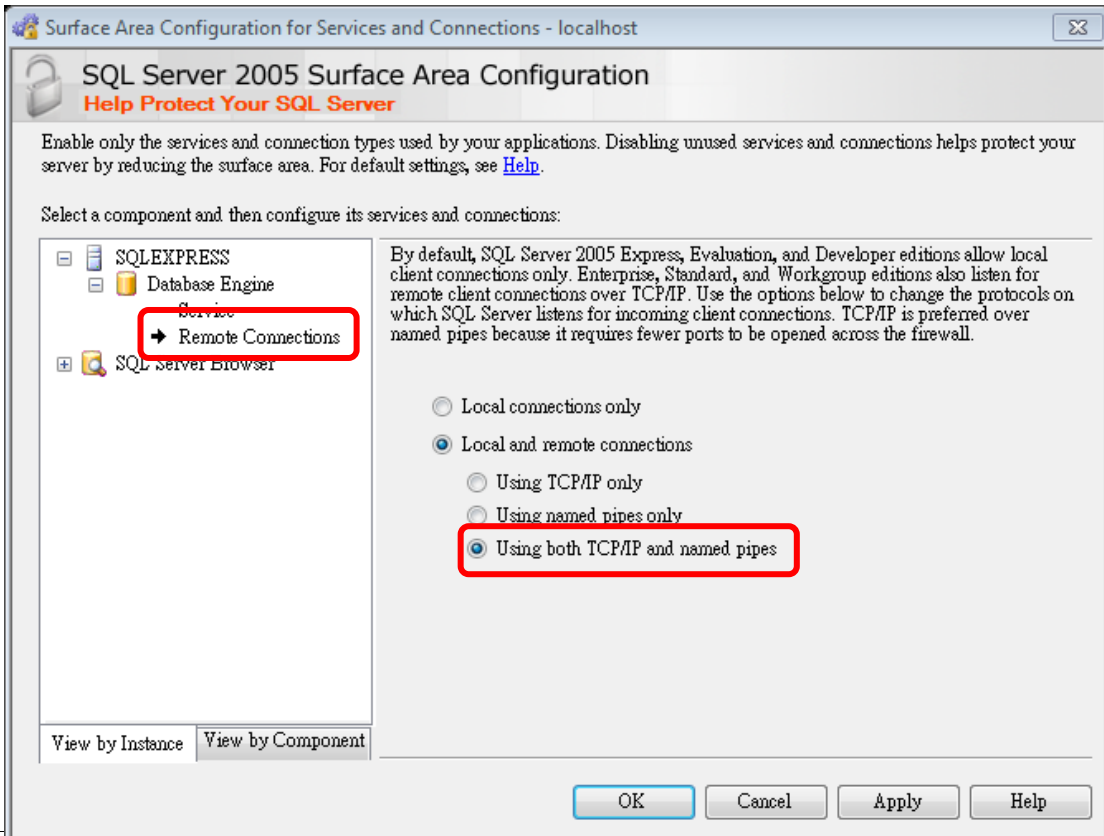 Surface Area Configuration for Services and Connections - localhost
SQL Server 2005 Surface Area Configuration
Help Protect Your SQL Server
Enable only the services and connection types used by your applications. Disabling unused services and connections helps protect your
server by reducing the surface area. For default settings, see Help.
Select a component and then configure its services and connections:
SQLEXPRESS
Database Engine
Service
Remote Connections
SQL Server Browser
View by Instance
View by Component
By default, SQL Server 2005 Express, Evaluation, and Developer editions allow local
client connections only. Enterprise, Standard, and Workgroup editions also listen for
remote client connections over TCP/IP. Use the options below to change the protocols on
which SQL Server listens for incoming client connections. TCP/IP is preferred over
named pipes because it requires fewer ports to be opened across the firewall.
Local connections only
Local and remote connections
Using TCP/IP only
Using named pipes only
Using both TCP/IP and named pipes
OK
Cancel
Apply
Help